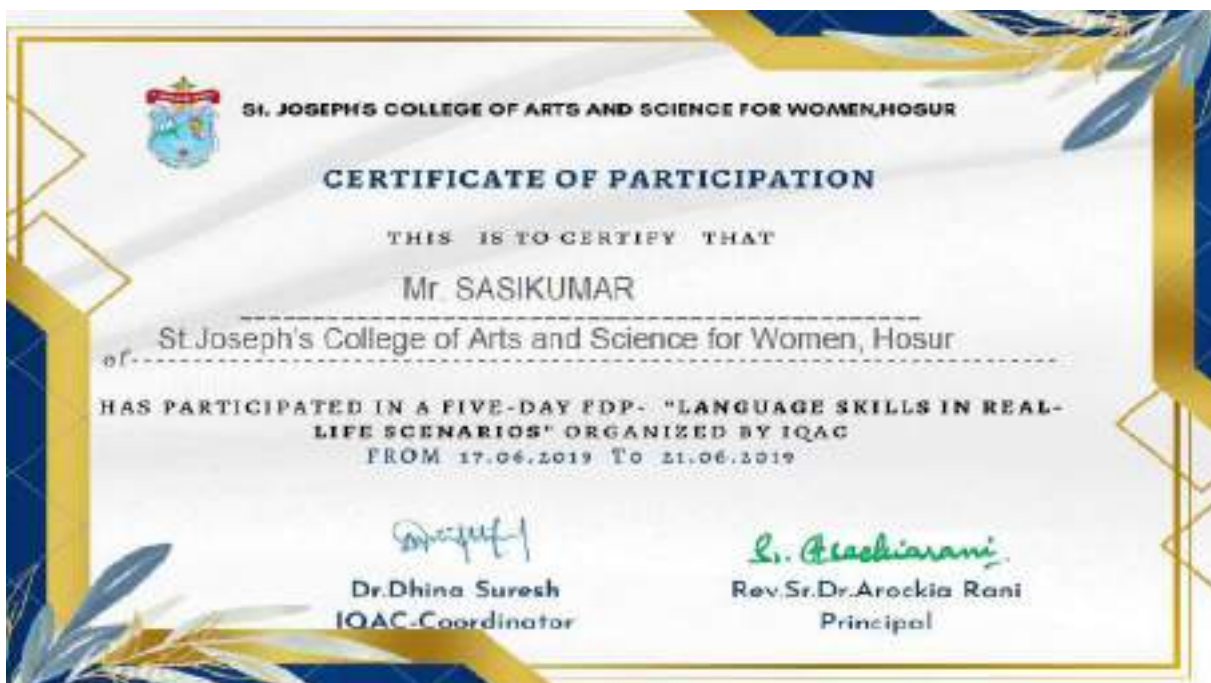 St. JOSEPH'S COLLEGE OF ARTS AND SCIENCE FOR WOMEN,HOSUR
CERTIFICATE OF PARTICIPATION
THIS IS TO CERTIFY THAT
Mr. SASIKUMAR
St.Joseph's College of Arts and Science for Women, Hosur
of
HAS PARTICIPATED IN A FIVE-DAY FDP- "LANGUAGE SKILLS IN REAL-
LIFE SCENARIOS" ORGANIZED BY IQAC
FROM 17.06.2019 To 21.06.2019
Dr.Dhina Suresh
Rev.Sr.Dr.Arockia Rani
IQAC-Coordinator
Principal